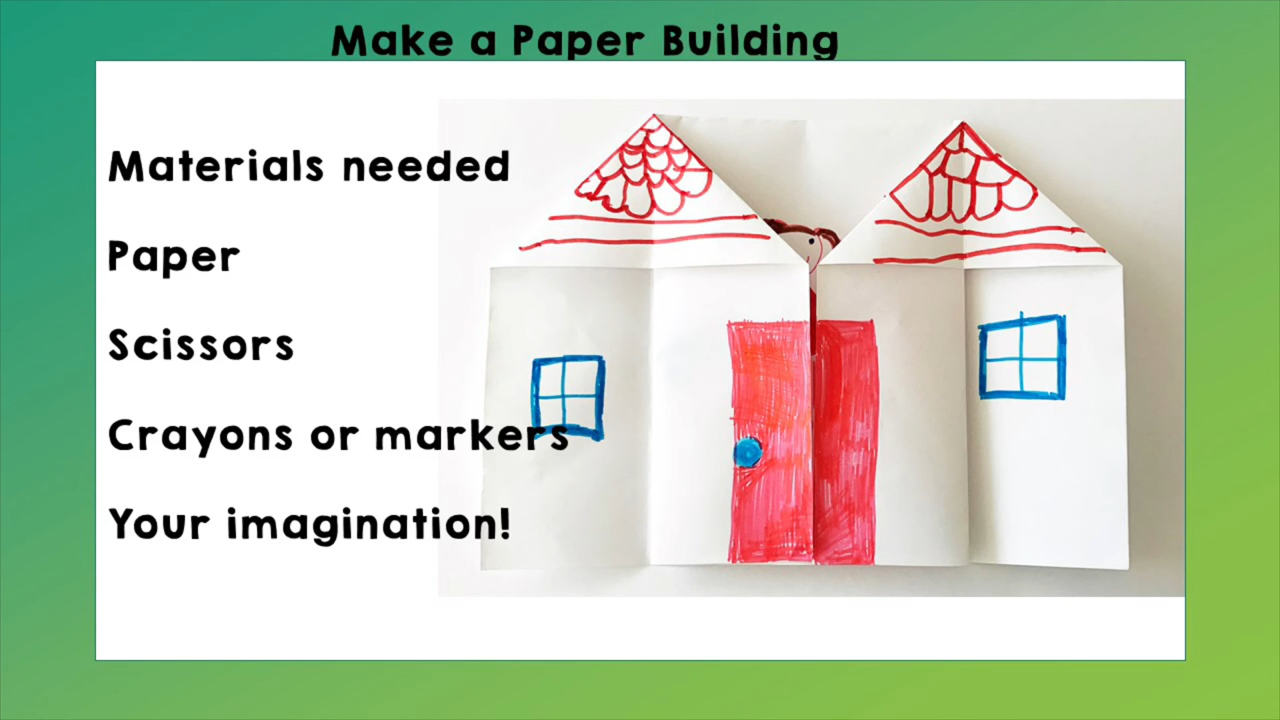 Make a Paper Building
Materials needed
Paper
Scissors
Crayons or markers
Your imagination!